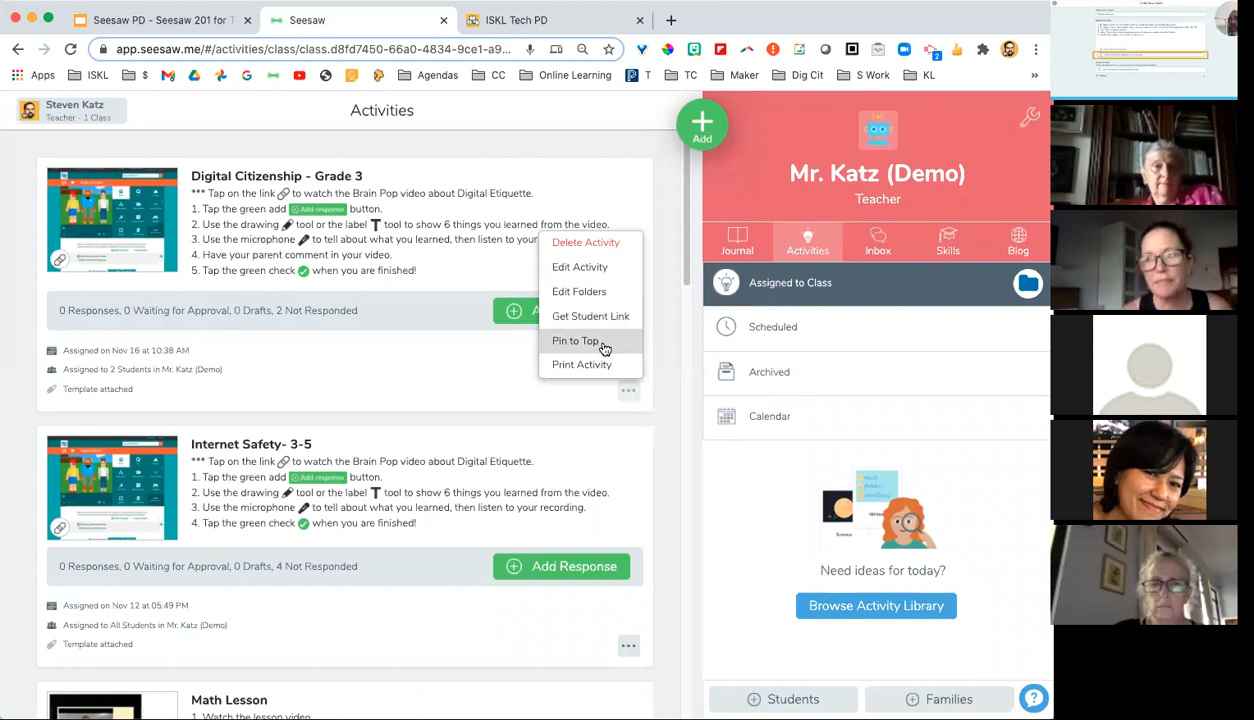 Seesaw PD - Seesaw 201 for T
Seesaw
ISKL Tech PD
app.seesaw.me/#/activities/class/class.d8fd7450-66a0-4834-9ce1-a9...
2
Apps
ISKL
$
Agendas
CC
Online Learning
T
TC
Maker
Dig Cit
S Work
KL
»
Steven Katz
Teacher - 1 Class
Activities
Add
Mr. Katz (Demo)
Teacher
Journal
Activities
Inbox
Skills
Blog
Assigned to Class
Scheduled
Archived
Calendar
Science
Need ideas for today?
Browse Activity Library
Students
Families
?
Digital Citizenship - Grade 3
*** Tap on the link to watch the Brain Pop video about Digital Etiquette.
1. Tap the green add Add response button.
2. Use the drawing tool or the label T tool to show 6 things you learned from the video.
3. Use the microphone to tell about what you learned, then listen to your
4. Have your parent comment in your video.
5. Tap the green check when you are finished!
0 Responses, 0 Waiting for Approval, 0 Drafts, 2 Not Responded
Assigned on Nov 16 at 10:38 AM
Assigned to 2 Students in Mr. Katz (Demo)
Template attached
Delete Activity
Edit Activity
Edit Folders
Get Student Link
Pin to Top
Print Activity
Internet Safety- 3-5
*** Tap on the link to watch the Brain Pop video about Digital Etiquette.
1. Tap the green add Add response button.
2. Use the drawing tool or the label T tool to show 6 things you learned from the video.
3. Use the microphone to tell about what you learned, then listen to your recording.
4. Tap the green check when you are finished!
0 Responses, 0 Waiting for Approval, 0 Drafts, 4 Not Responded
Add Response
Assigned on Nov 12 at 05:49 PM
Assigned to All Students in Mr. Katz (Demo)
Template attached
Math Lesson
1. Watch the lesson video